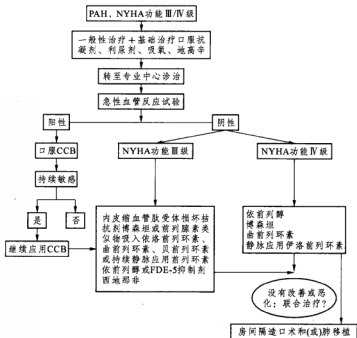 PAH、NYHA功能Ⅲ/Ⅳ级
一般性治疗+基础治疗口服抗
凝剂、利尿剂、吸氧、地高辛
转至专业中心诊治
急性血管反应试验
阳性
阴性
口服CCB
NYHA功能Ⅲ级
NYHA功能Ⅳ级
持续敏感
是
否
继续应用CCB
内皮缩血管肽受体损坏拮
抗剂博森坦或前列腺素类
似物吸入依洛前列环素、
曲前列环素、贝前列环素
或持续静脉应用前列环素
依前列醇或FDE-5抑制剂
西地那非
依前列醇
博森坦
曲前列环素
静脉应用伊洛前列环素
没有改善或恶
化：联合治疗？
房间隔造口术和(或)肺移植